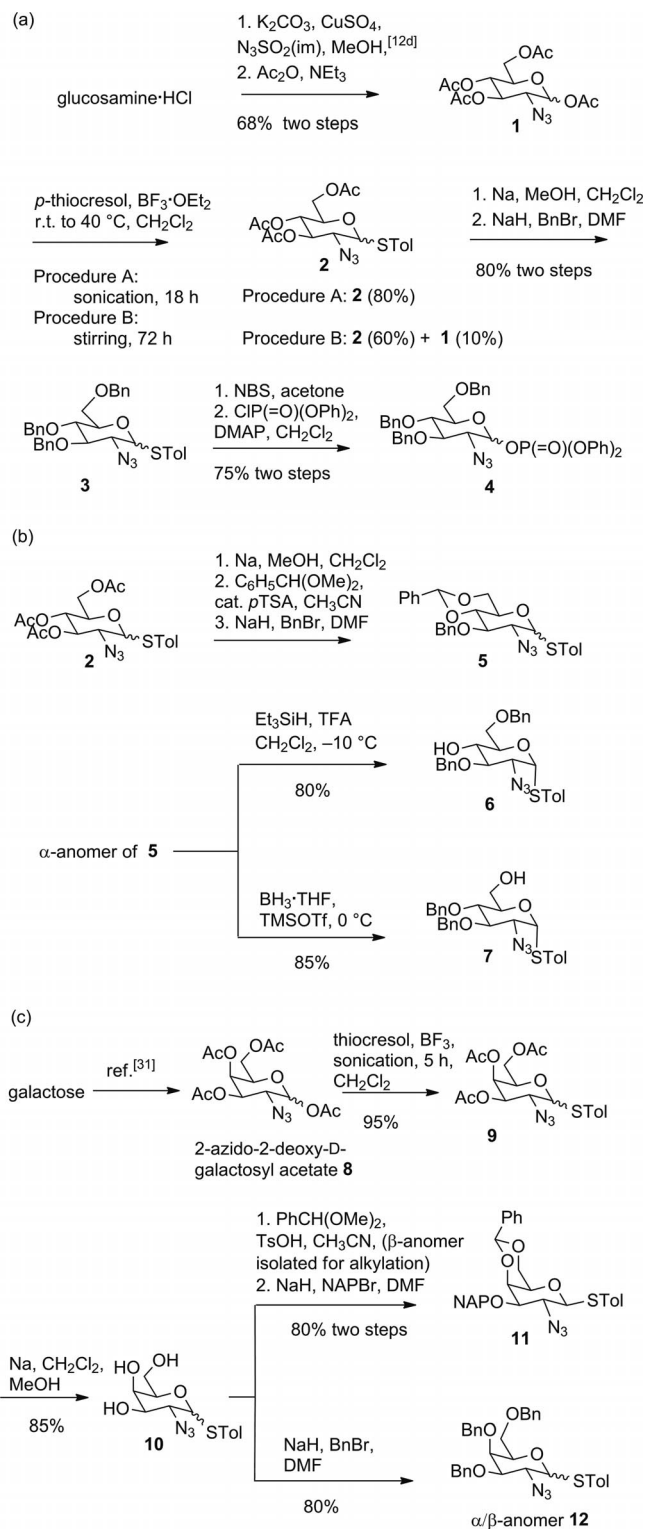 (a)
1. K2CO3, CuSO4,
N3SO2(im), MeOH,[12d]
2. Ac2O, NEt3
glucosamine·HCl
68% two steps
OAc
O
AcO
AcO
OAc
N3
1
p-thiocresol, BF3·OEt2
r.t. to 40 °C, CH2Cl2
Procedure A:
sonication, 18 h
Procedure B:
stirring, 72 h
OAc
O
AcO
AcO
STol
N3
2
Procedure A: 2 (80%)
Procedure B: 2 (60%) + 1 (10%)
1. Na, MeOH, CH2Cl2
2. NaH, BnBr, DMF
80% two steps
OBn
O
BnO
BnO
STol
N3
3
1. NBS, acetone
2. ClP(=O)(OPh)2,
DMAP, CH2Cl2
75% two steps
OBn
O
BnO
BnO
OP(=O)(OPh)2
N3
4
(b)
OAc
O
AcO
AcO
STol
N3
2
1. Na, MeOH, CH2Cl2
2. C6H5CH(OMe)2,
cat. pTSA, CH3CN
3. NaH, BnBr, DMF
Ph
O
O
O
BnO
N3
STol
5
α-anomer of 5
Et3SiH, TFA
CH2Cl2, –10 °C
80%
OBn
HO
O
BnO
N3
STol
6
BH3·THF,
TMSOTf, 0 °C
85%
OH
BnO
O
BnO
N3
STol
7
(c)
galactose
ref.[31]
AcO
OAc
O
AcO
OAc
N3
2-azido-2-deoxy-D-
galactosyl acetate 8
thiocresol, BF3,
sonication, 5 h,
CH2Cl2
95%
AcO
OAc
O
AcO
STol
N3
9
Na, CH2Cl2,
MeOH
85%
HO
OH
O
HO
STol
N3
10
1. PhCH(OMe)2,
TsOH, CH3CN, (β-anomer
isolated for alkylation)
2. NaH, NAPBr, DMF
80% two steps
Ph
O
O
O
NAPO
STol
N3
11
NaH, BnBr,
DMF
80%
BnO
OBn
O
BnO
STol
N3
α/β-anomer 12